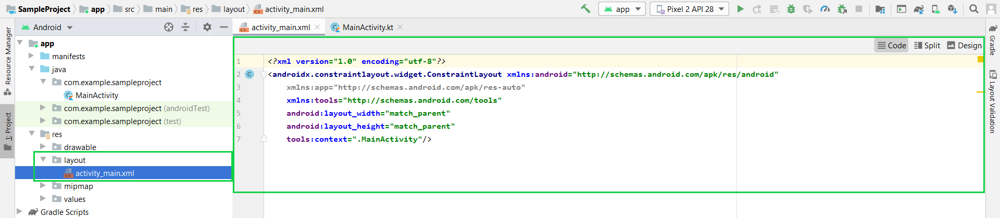 SampleProject app src main res layout activity_main.xml app Pixel 2 API 28
Android activity_main.xml MainActivity.kt
Resource Manager
1: Project
app
manifests
java
com.example.sampleproject
MainActivity
com.example.sampleproject (androidTest)
com.example.sampleproject (test)
res
drawable
layout
activity_main.xml
mipmap
values
Gradle Scripts
Code Split Design
1 <?xml version="1.0" encoding="utf-8"?>
2 <androidx.constraintlayout.widget.ConstraintLayout xmlns:android="http://schemas.android.com/apk/res/android"
3 xmlns:app="http://schemas.android.com/apk/res-auto"
4 xmlns:tools="http://schemas.android.com/tools"
5 android:layout_width="match_parent"
6 android:layout_height="match_parent"
7 tools:context=".MainActivity"/>
Gradle
Layout Validation